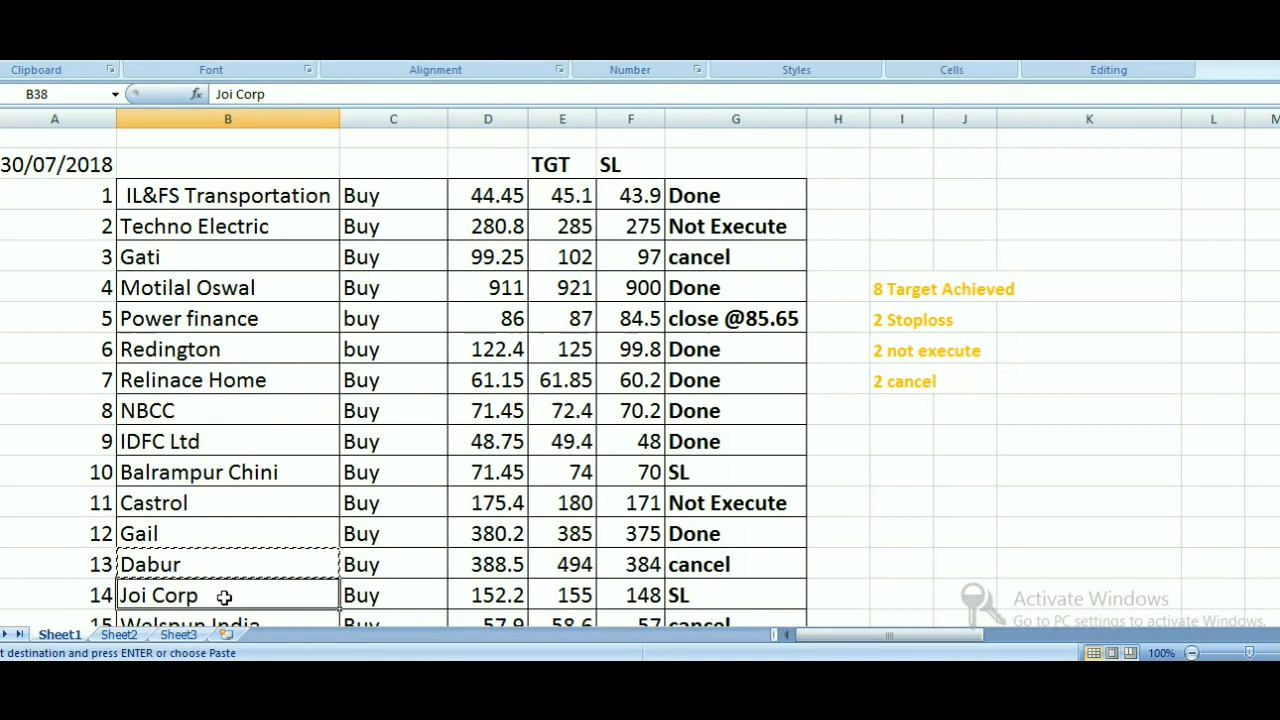 Clipboard Font Alignment Number Styles Cells Editing
B38 fx Joi Corp
A B C D E F G H I J K L M
30/07/2018 TGT SL
1 IL&FS Transportation Buy 44.45 45.1 43.9 Done
2 Techno Electric Buy 280.8 285 275 Not Execute
3 Gati Buy 99.25 102 97 cancel
4 Motilal Oswal Buy 911 921 900 Done 8 Target Achieved
5 Power finance buy 86 87 84.5 close @85.65 2 Stoploss
6 Redington buy 122.4 125 99.8 Done 2 not execute
7 Relinace Home Buy 61.15 61.85 60.2 Done 2 cancel
8 NBCC Buy 71.45 72.4 70.2 Done
9 IDFC Ltd Buy 48.75 49.4 48 Done
10 Balrampur Chini Buy 71.45 74 70 SL
11 Castrol Buy 175.4 180 171 Not Execute
12 Gail Buy 380.2 385 375 Done
13 Dabur Buy 388.5 494 384 cancel
14 Joi Corp Buy 152.2 155 148 SL
15 Welspun India Buy 57.9 58.6 57 cancel
Activate Windows
Go to PC settings to activate Windows.
Sheet1 Sheet2 Sheet3
t destination and press ENTER or choose Paste 100%